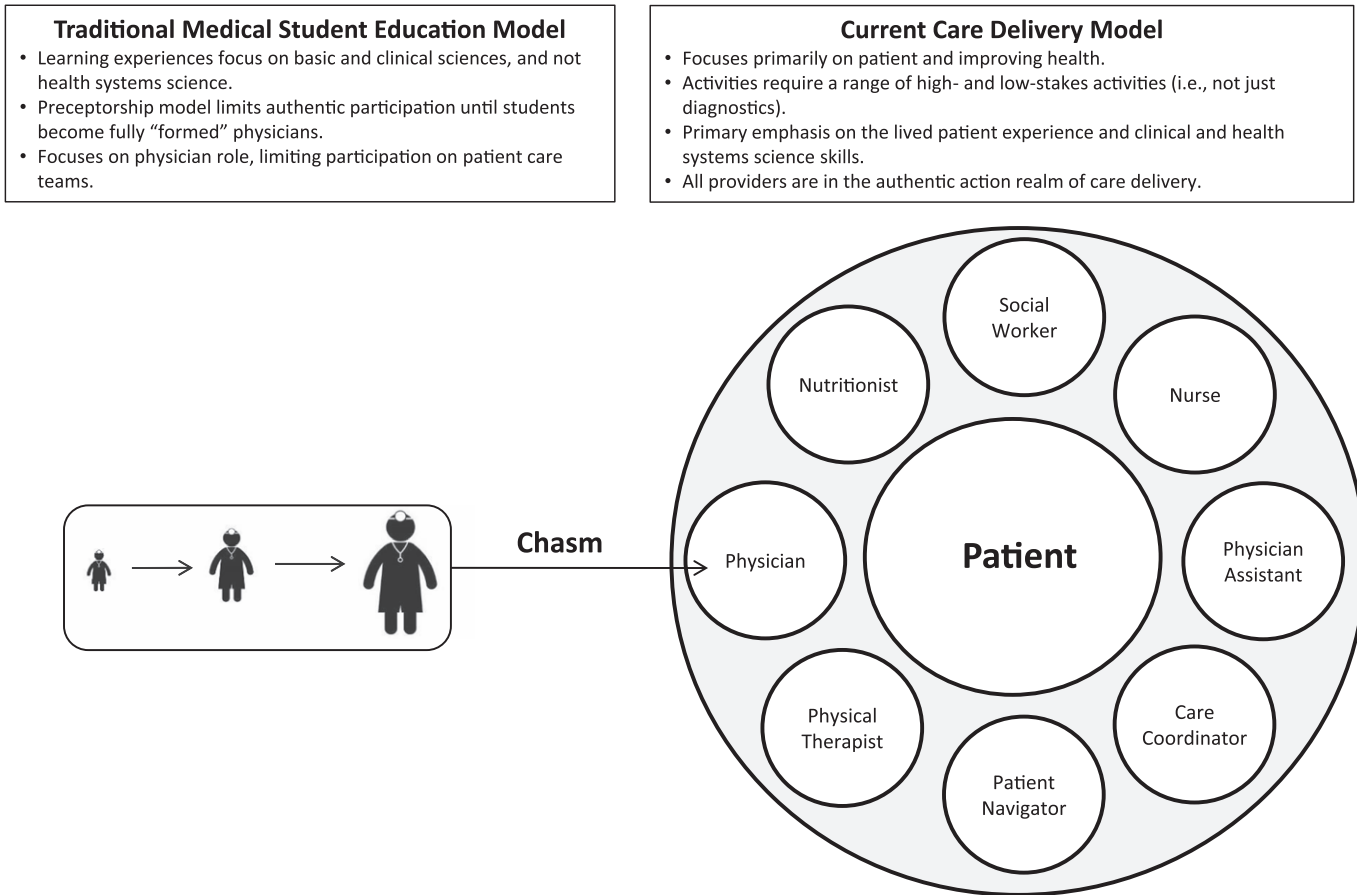 Traditional Medical Student Education Model
• Learning experiences focus on basic and clinical sciences, and not
health systems science.
• Preceptorship model limits authentic participation until students
become fully “formed” physicians.
• Focuses on physician role, limiting participation on patient care
teams.
Current Care Delivery Model
• Focuses primarily on patient and improving health.
• Activities require a range of high- and low-stakes activities (i.e., not just
diagnostics).
• Primary emphasis on the lived patient experience and clinical and health
systems science skills.
• All providers are in the authentic action realm of care delivery.
Chasm
Social
Worker
Nutritionist
Nurse
Physician
Patient
Physician
Assistant
Physical
Therapist
Care
Coordinator
Patient
Navigator